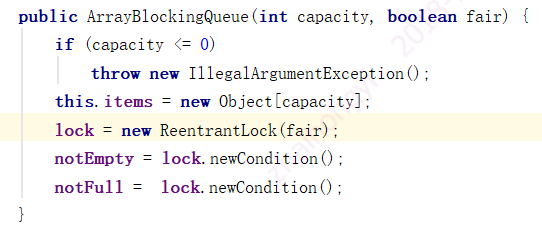 public ArrayBlockingQueue(int capacity, boolean fair) {
    if (capacity <= 0)
        throw new IllegalArgumentException();
    this.items = new Object[capacity];
    lock = new ReentrantLock(fair);
    notEmpty = lock.newCondition();
    notFull =  lock.newCondition();
}